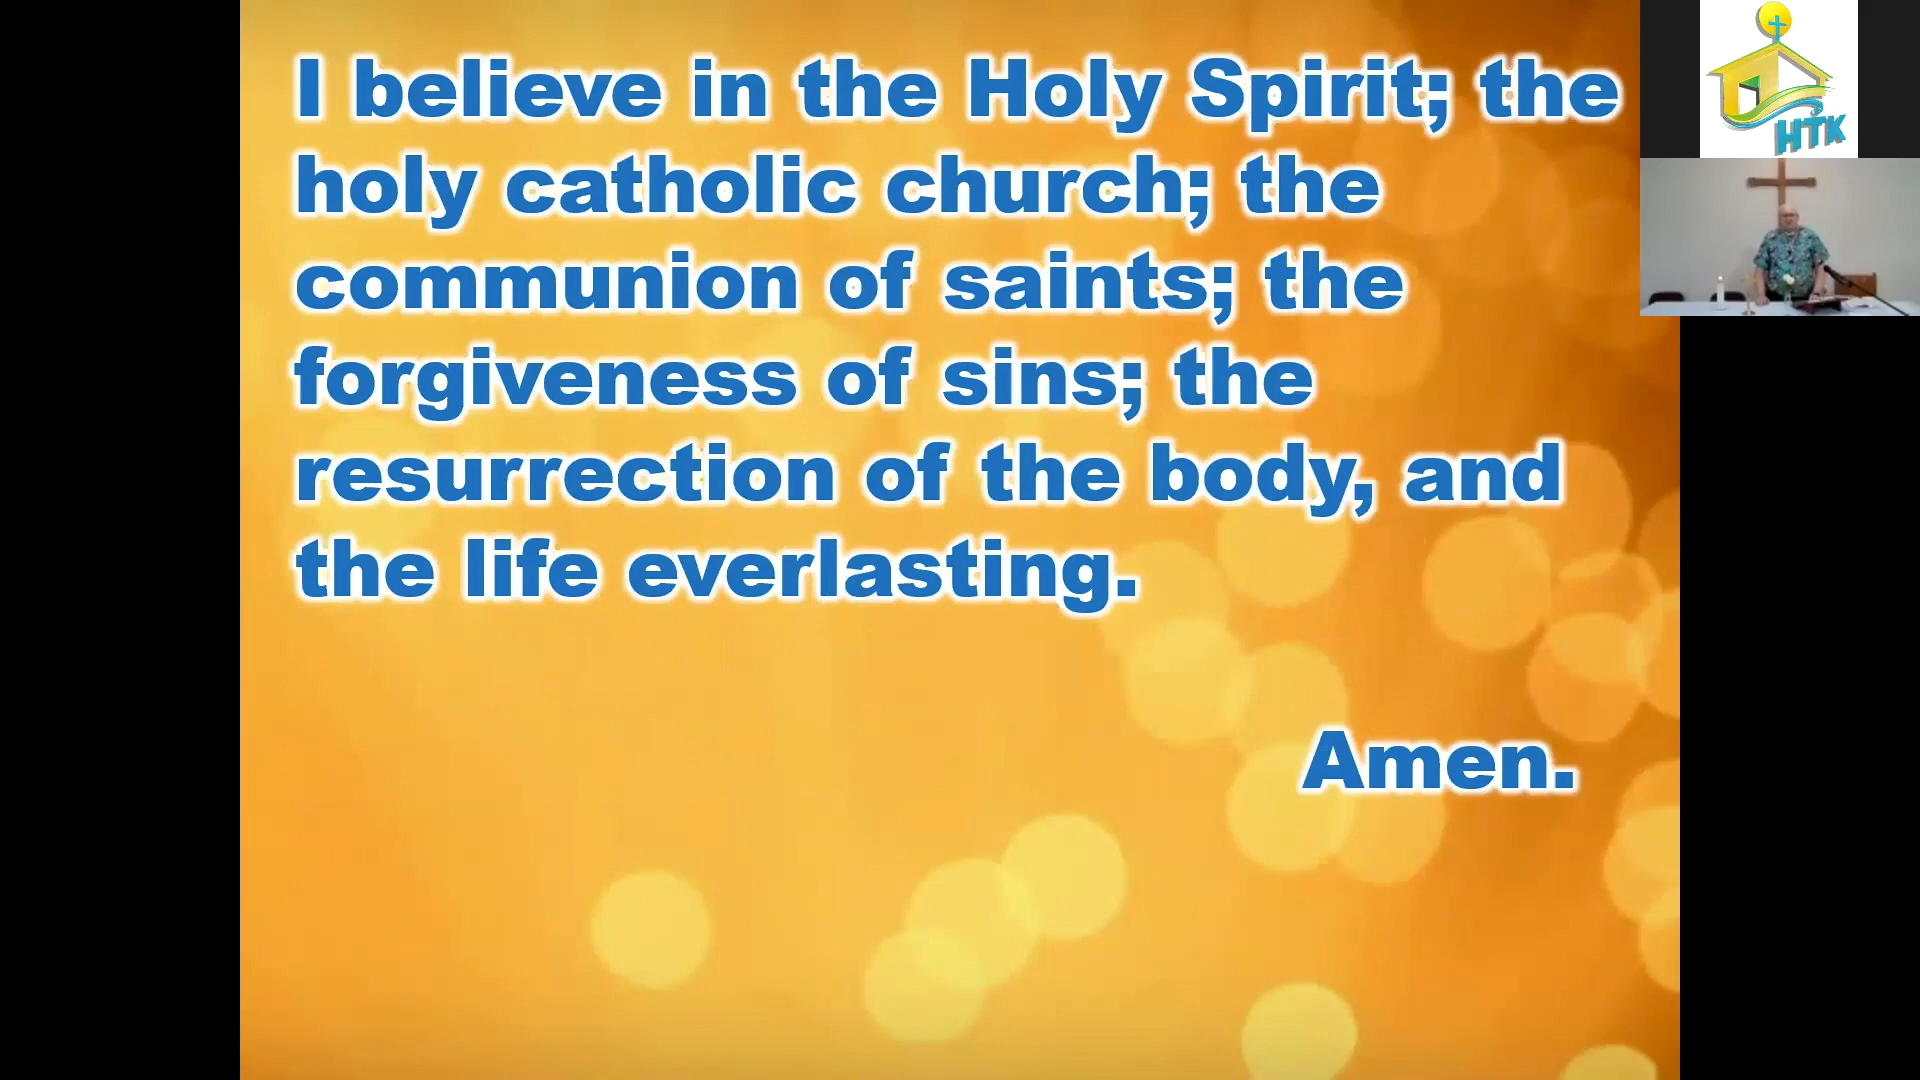 I believe in the Holy Spirit; the
holy catholic church; the
communion of saints; the
forgiveness of sins; the
resurrection of the body, and
the life everlasting.
Amen.
HTK